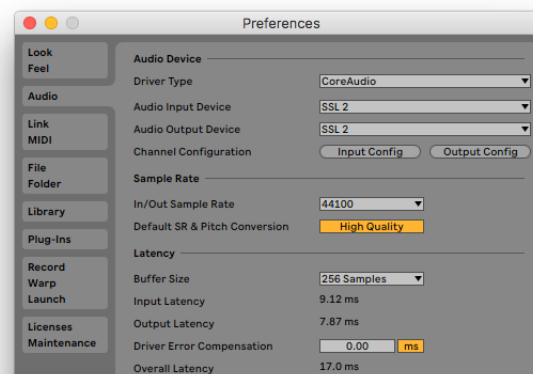 Preferences
Look
Feel
Audio
Link
MIDI
File
Folder
Library
Plug-Ins
Record
Warp
Launch
Licenses
Maintenance
Audio Device
Driver Type CoreAudio
Audio Input Device SSL 2
Audio Output Device SSL 2
Channel Configuration Input Config Output Config
Sample Rate
In/Out Sample Rate 44100
Default SR & Pitch Conversion High Quality
Latency
Buffer Size 256 Samples
Input Latency 9.12 ms
Output Latency 7.87 ms
Driver Error Compensation 0.00 ms
Overall Latency 17.0 ms